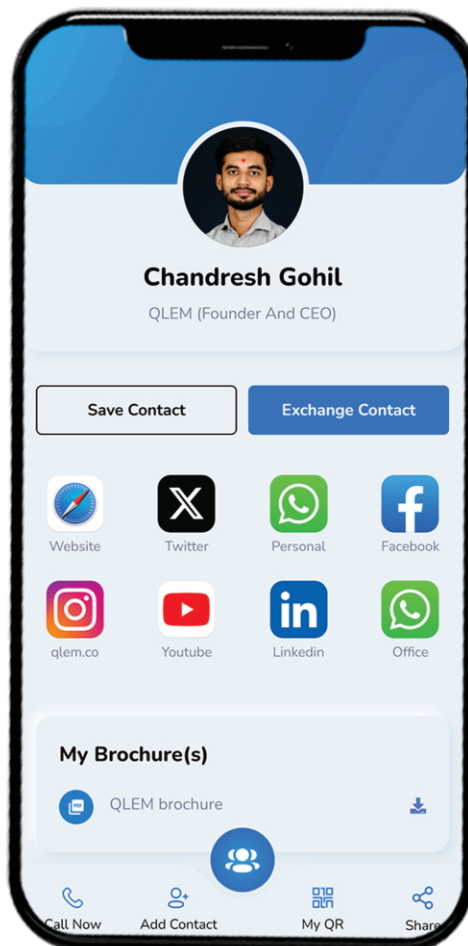 Chandresh Gohil
QLEM (Founder And CEO)
Save Contact Exchange Contact
Website Twitter Personal Facebook
qlem.co Youtube Linkedin Office
My Brochure(s)
PDF QLEM brochure
Call Now Add Contact My QR Share